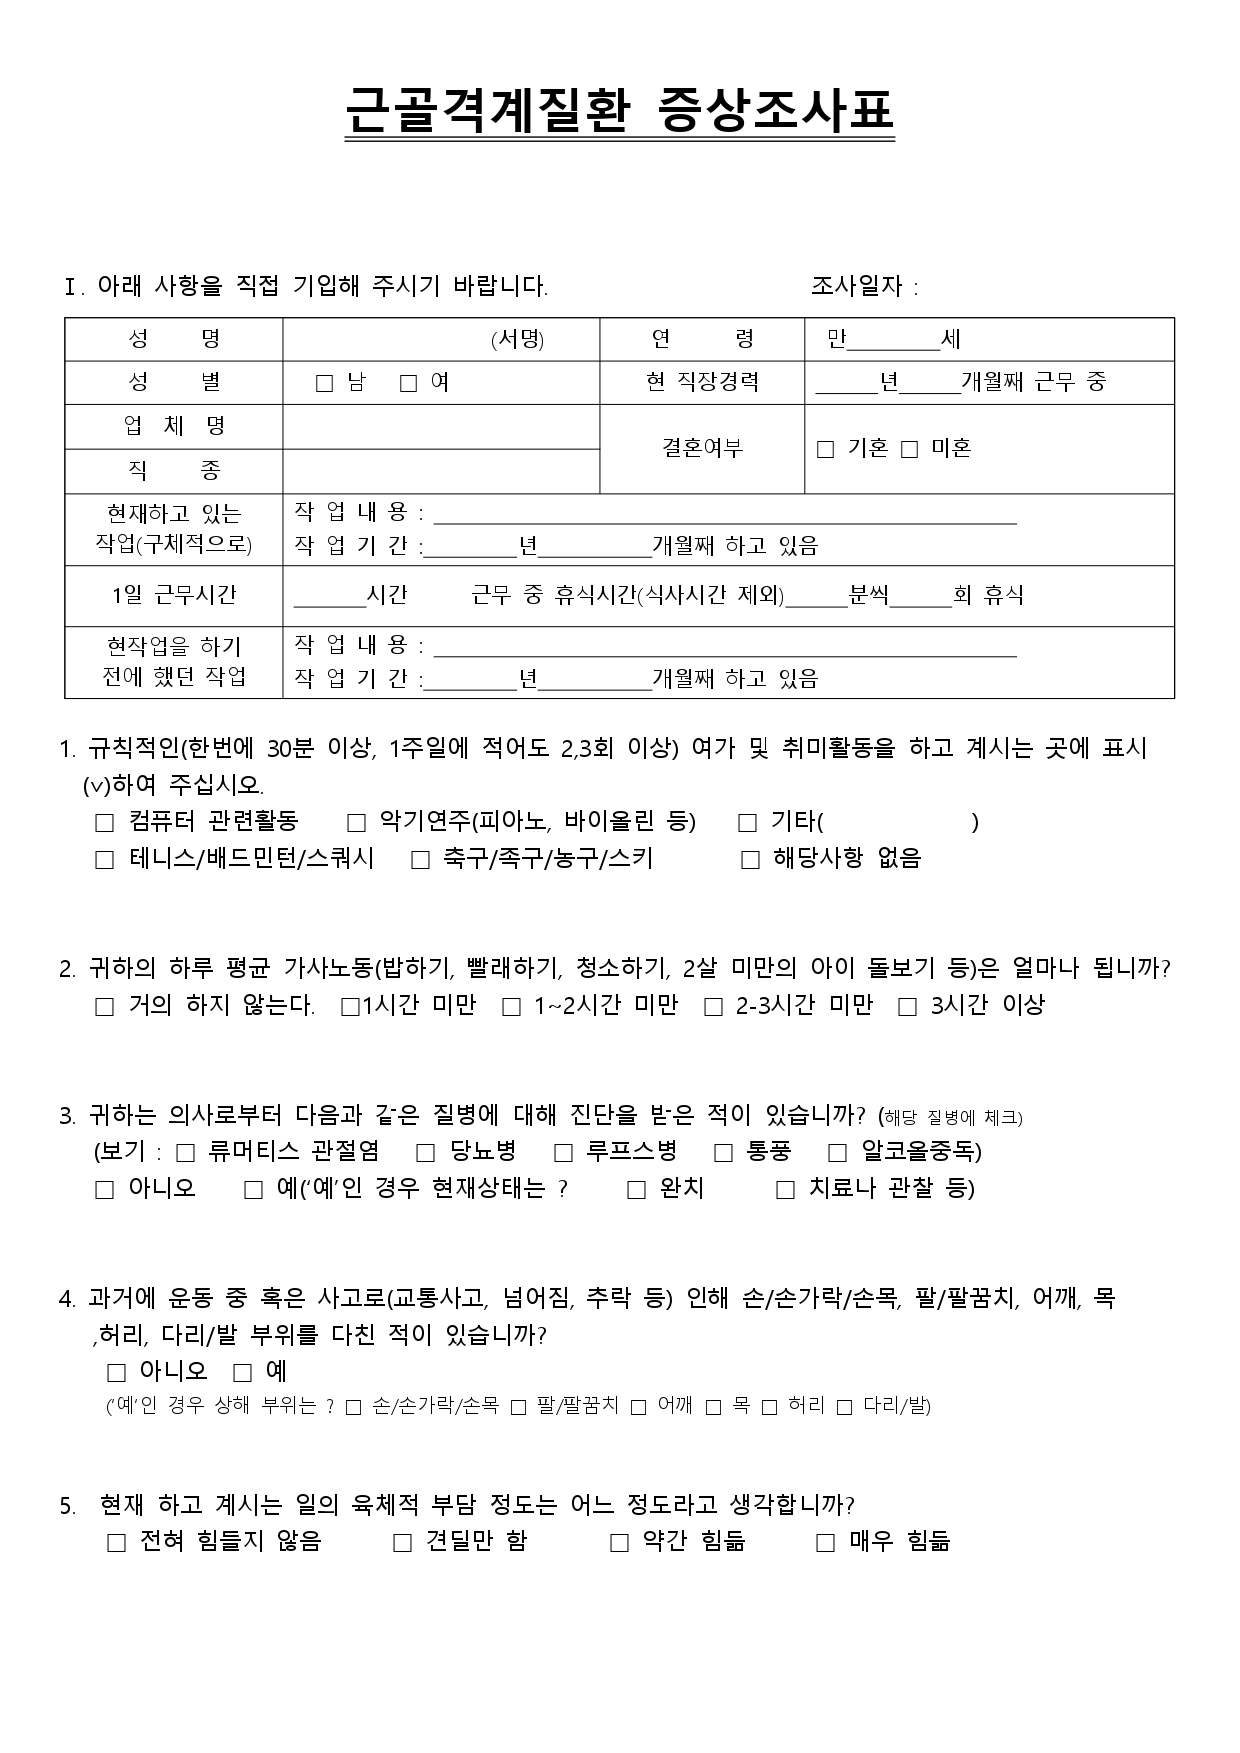 근골격계질환 증상조사표
Ⅰ. 아래 사항을 직접 기입해 주시기 바랍니다. 조사일자 :
성 명 (서명) 연 령 만_________세
성 별 □ 남 □ 여 현 직장경력 ______년______개월째 근무 중
업 체 명
결혼여부 □ 기혼 □ 미혼
직 종
현재하고 있는
작업(구체적으로)
작 업 내 용 : ________________________________________________________
작 업 기 간 :_________년___________개월째 하고 있음
1일 근무시간 _______시간 근무 중 휴식시간(식사시간 제외)______분씩______회 휴식
현작업을 하기
전에 했던 작업
작 업 내 용 : ________________________________________________________
작 업 기 간 :_________년___________개월째 하고 있음
1. 규칙적인(한번에 30분 이상, 1주일에 적어도 2,3회 이상) 여가 및 취미활동을 하고 계시는 곳에 표시
(v)하여 주십시오.
□ 컴퓨터 관련활동 □ 악기연주(피아노, 바이올린 등) □ 기타( )
□ 테니스/배드민턴/스쿼시 □ 축구/족구/농구/스키 □ 해당사항 없음
2. 귀하의 하루 평균 가사노동(밥하기, 빨래하기, 청소하기, 2살 미만의 아이 돌보기 등)은 얼마나 됩니까?
□ 거의 하지 않는다. □1시간 미만 □ 1~2시간 미만 □ 2-3시간 미만 □ 3시간 이상
3. 귀하는 의사로부터 다음과 같은 질병에 대해 진단을 받은 적이 있습니까? (해당 질병에 체크)
(보기 : □ 류머티스 관절염 □ 당뇨병 □ 루프스병 □ 통풍 □ 알코올중독)
□ 아니오 □ 예(‘예’인 경우 현재상태는 ? □ 완치 □ 치료나 관찰 등)
4. 과거에 운동 중 혹은 사고로(교통사고, 넘어짐, 추락 등) 인해 손/손가락/손목, 팔/팔꿈치, 어깨, 목
,허리, 다리/발 부위를 다친 적이 있습니까?
□ 아니오 □ 예
(‘예’인 경우 상해 부위는 ? □ 손/손가락/손목 □ 팔/팔꿈치 □ 어깨 □ 목 □ 허리 □ 다리/발)
5. 현재 하고 계시는 일의 육체적 부담 정도는 어느 정도라고 생각합니까?
□ 전혀 힘들지 않음 □ 견딜만 함 □ 약간 힘듦 □ 매우 힘듦